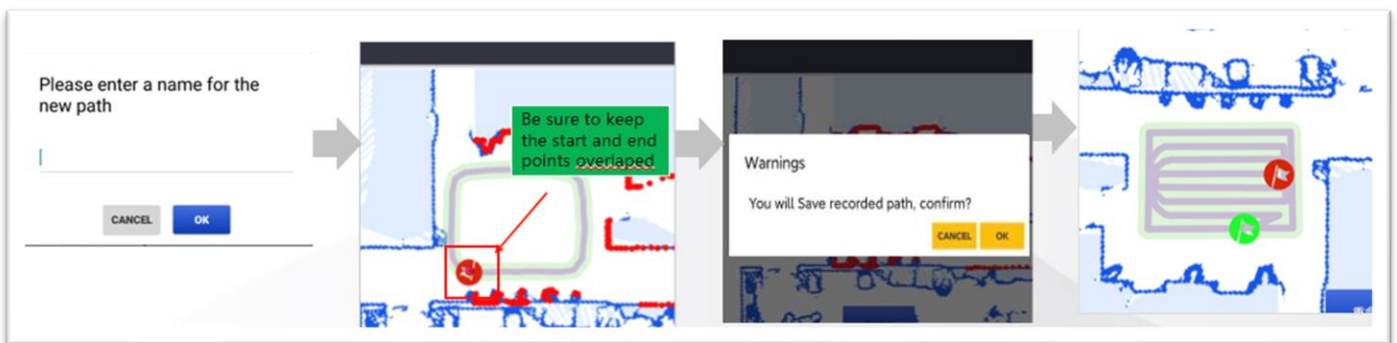 Please enter a name for the
new path
CANCEL
OK
Be sure to keep
the start and end
points overlaped
Warnings
You will Save recorded path, confirm?
CANCEL
OK